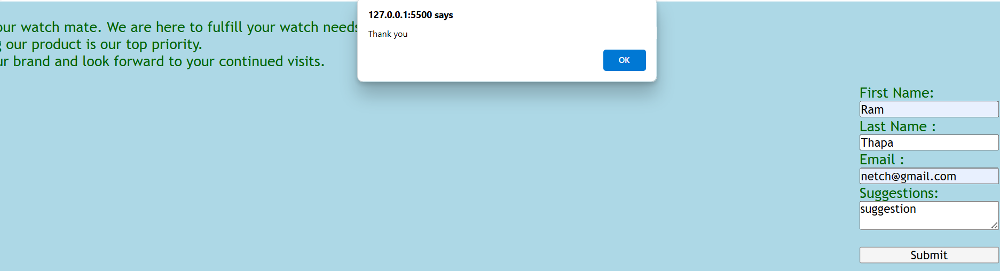 127.0.0.1:5500 says
Thank you
OK
our watch mate. We are here to fulfill your watch needs
our product is our top priority.
brand and look forward to your continued visits.
First Name:
Ram
Last Name :
Thapa
Email :
netch@gmail.com
Suggestions:
suggestion
Submit